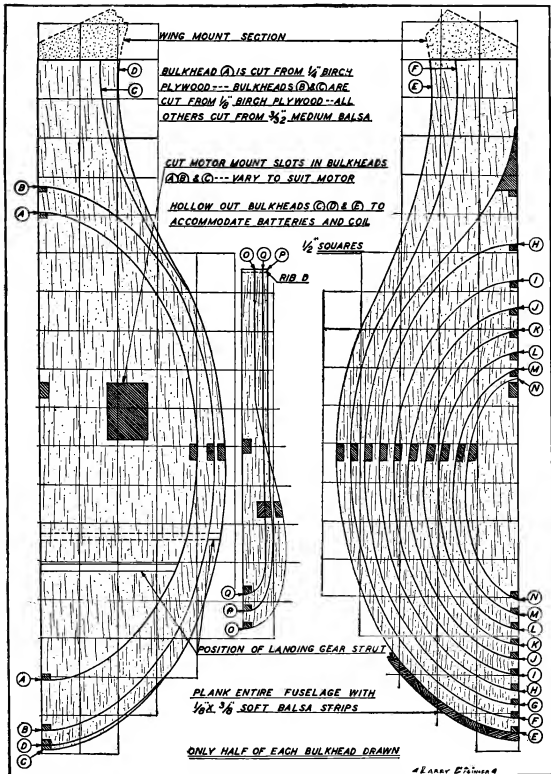 WING MOUNT SECTION
D
C
F
E
BULKHEAD (A) IS CUT FROM 1/4" BIRCH
PLYWOOD--- BULKHEADS (B)&(C) ARE
CUT FROM 1/8" BIRCH PLYWOOD--ALL
OTHERS CUT FROM 3/32" MEDIUM BALSA
CUT MOTOR MOUNT SLOTS IN BULKHEADS
(A)(B) & (C)--- VARY TO SUIT MOTOR
HOLLOW OUT BULKHEADS (C)(D) & (E) TO
ACCOMMODATE BATTERIES AND COIL
B
A
1/2" SQUARES
O Q P
RIB D
H
I
J
K
L
M
N
Q
P
O
POSITION OF LANDING GEAR STRUT
A
B
D
C
N
M
L
K
J
I
H
G
F
E
PLANK ENTIRE FUSELAGE WITH
1/8" X 3/8" SOFT BALSA STRIPS
ONLY HALF OF EACH BULKHEAD DRAWN
LARRY